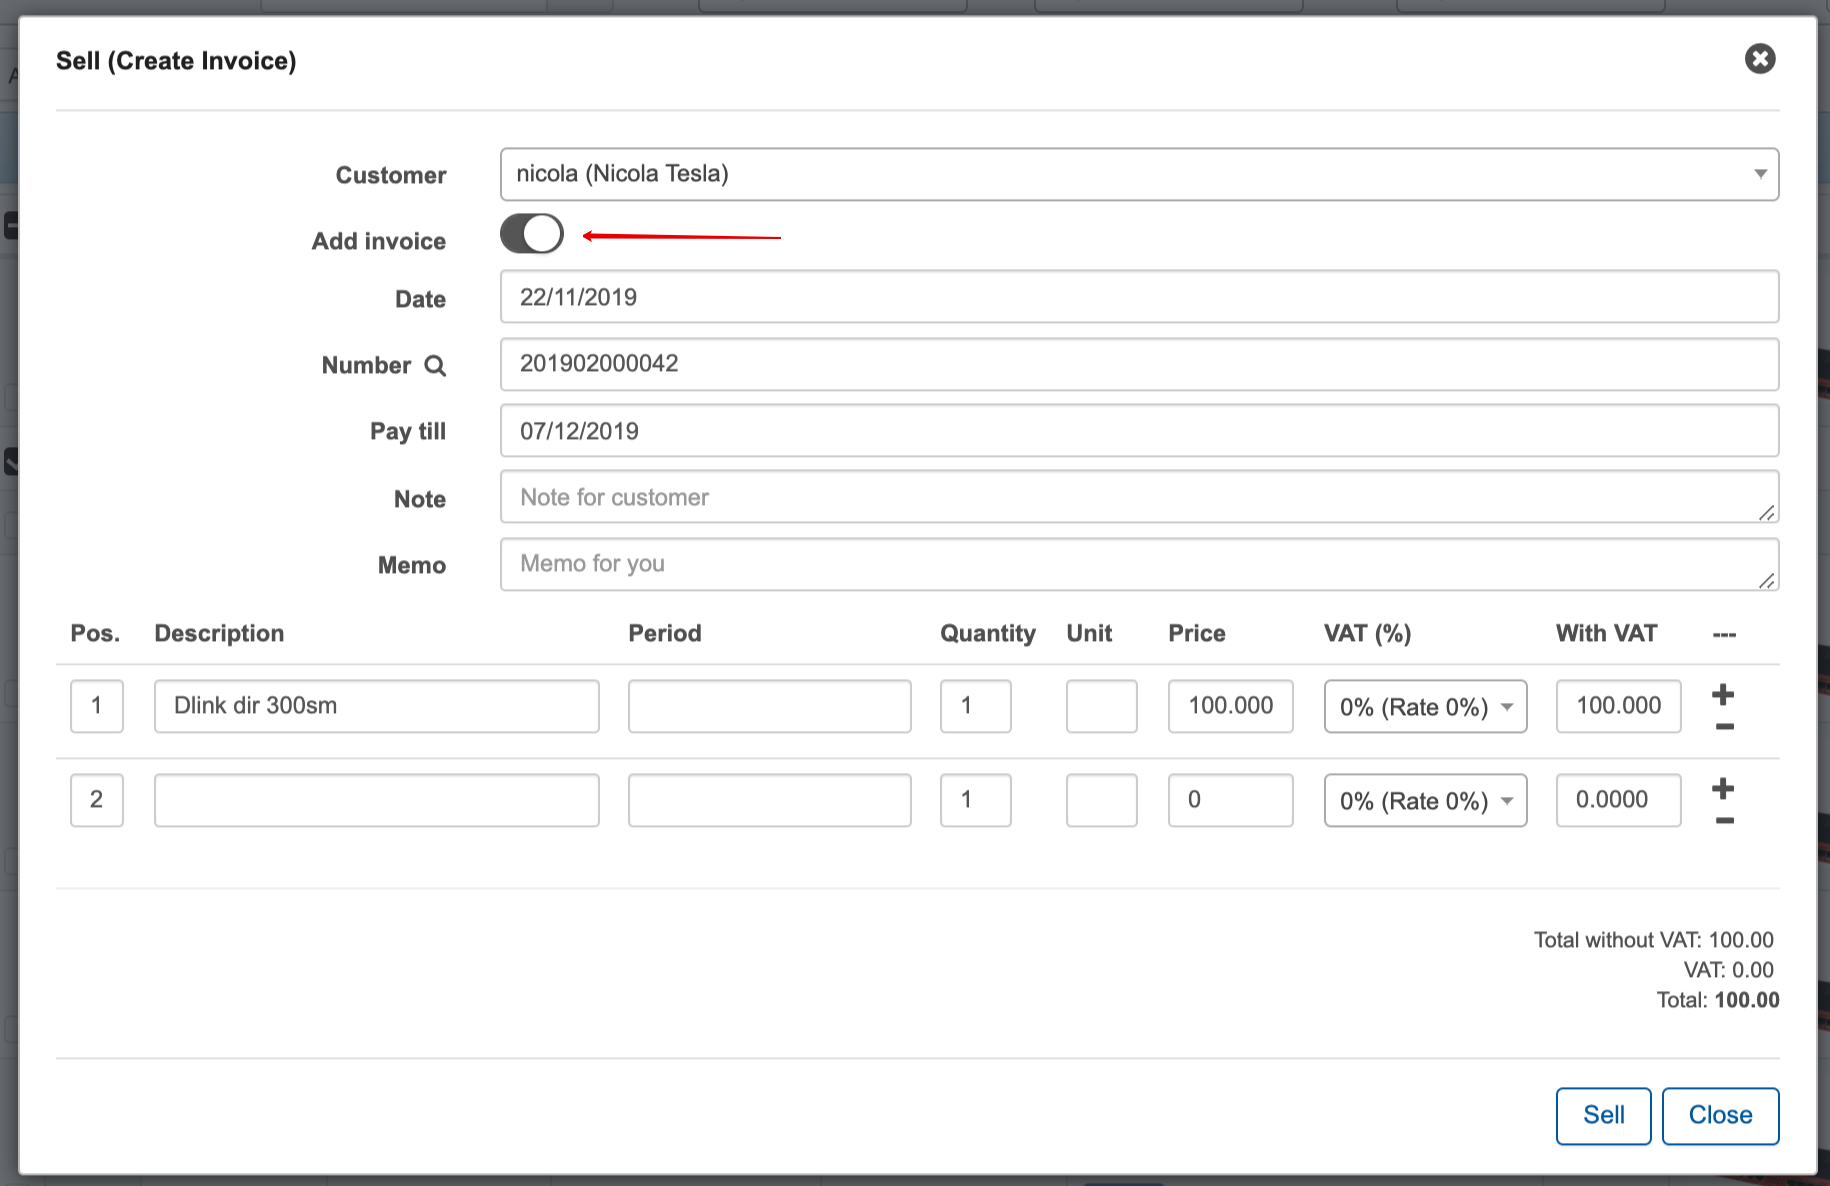 Sell (Create Invoice)
Customer nicola (Nicola Tesla)
Add invoice
Date 22/11/2019
Number 201902000042
Pay till 07/12/2019
Note Note for customer
Memo Memo for you
Pos. Description Period Quantity Unit Price VAT (%) With VAT ---
1 Dlink dir 300sm 1 100.000 0% (Rate 0%) 100.000
2 1 0 0% (Rate 0%) 0.0000
Total without VAT: 100.00
VAT: 0.00
Total: 100.00
Sell Close